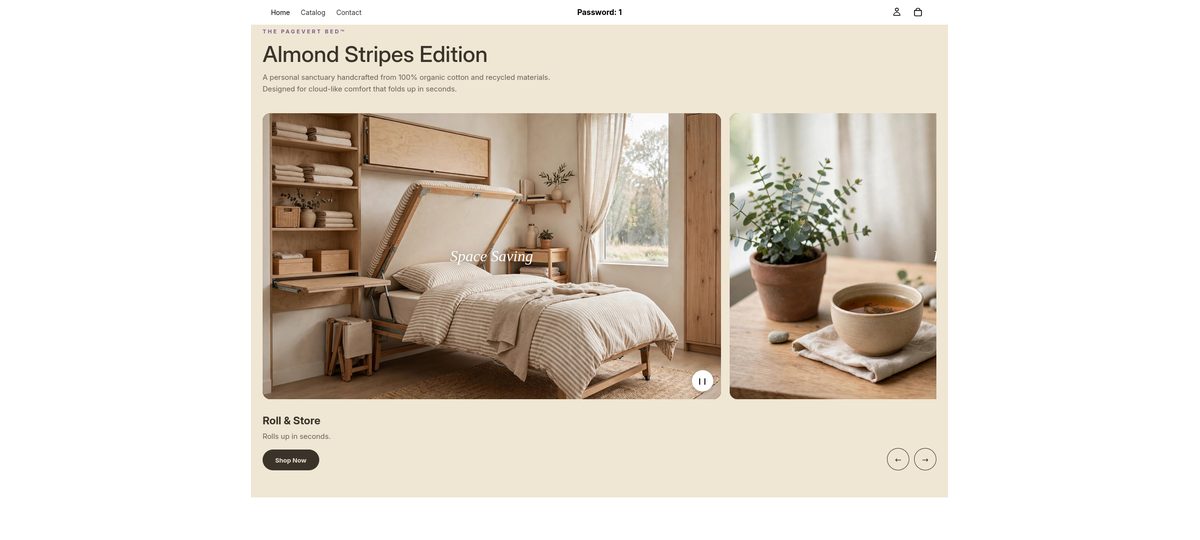 Home Catalog Contact
Password: 1
THE PAGEVERT BED™
Almond Stripes Edition
A personal sanctuary handcrafted from 100% organic cotton and recycled materials.
Designed for cloud-like comfort that folds up in seconds.
Space Saving
Roll & Store
Rolls up in seconds.
Shop Now
← →